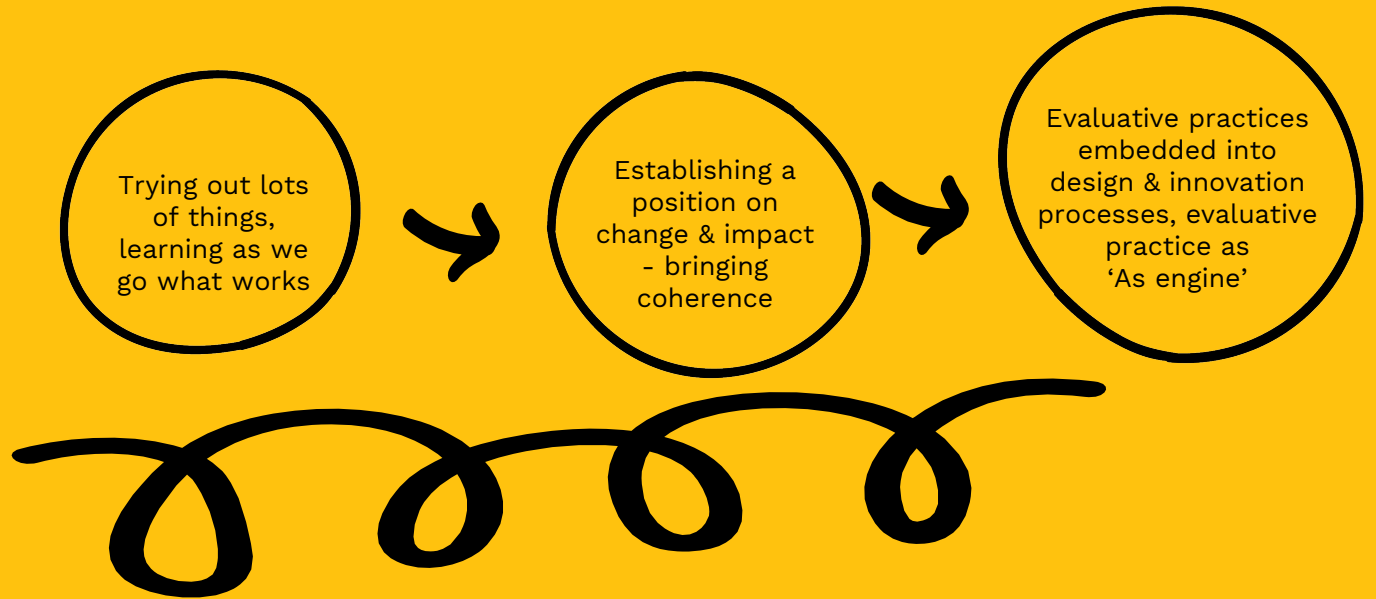 Trying out lots
of things,
learning as we
go what works
Establishing a
position on
change & impact
- bringing
coherence
Evaluative practices
embedded into
design & innovation
processes, evaluative
practice as
‘As engine’